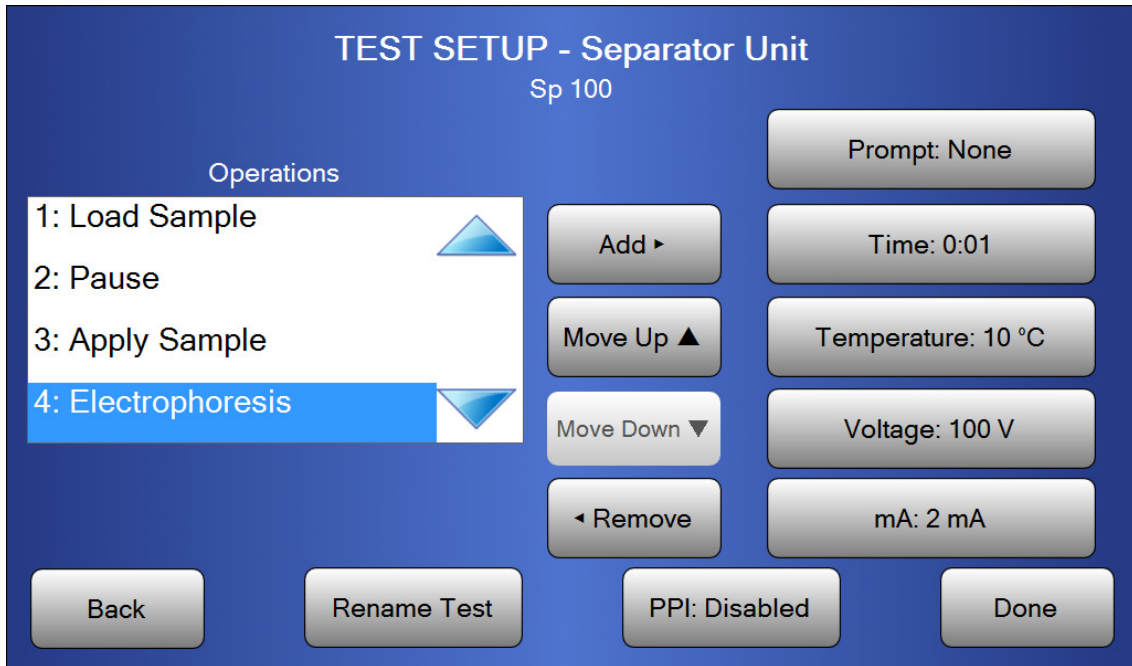 TEST SETUP - Separator Unit
Sp 100
Operations
1: Load Sample
2: Pause
3: Apply Sample
4: Electrophoresis
Add ►
Move Up ▲
Move Down ▼
◄ Remove
Prompt: None
Time: 0:01
Temperature: 10 °C
Voltage: 100 V
mA: 2 mA
Back
Rename Test
PPI: Disabled
Done